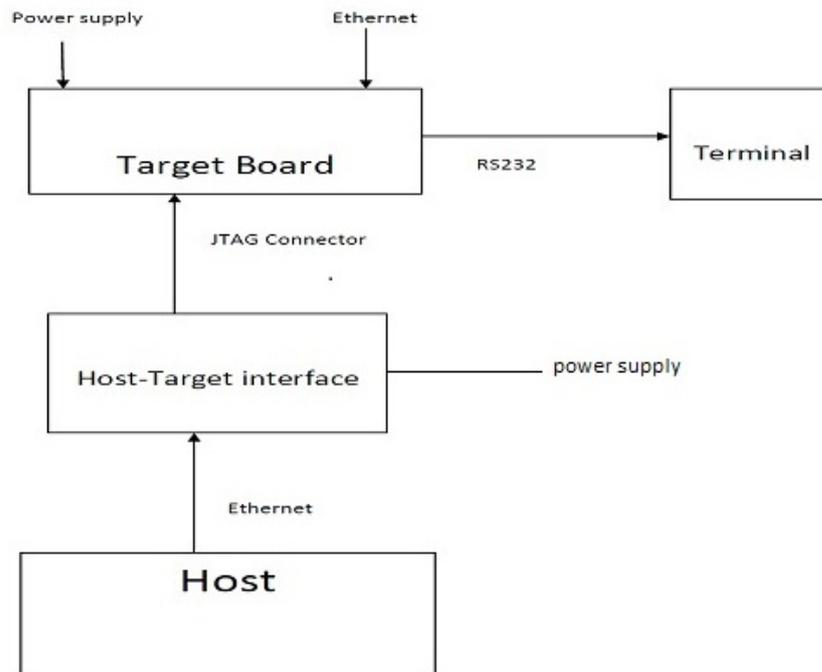 Power supply
Ethernet
Target Board
RS232
Terminal
JTAG Connector
Host-Target interface
power supply
Ethernet
Host